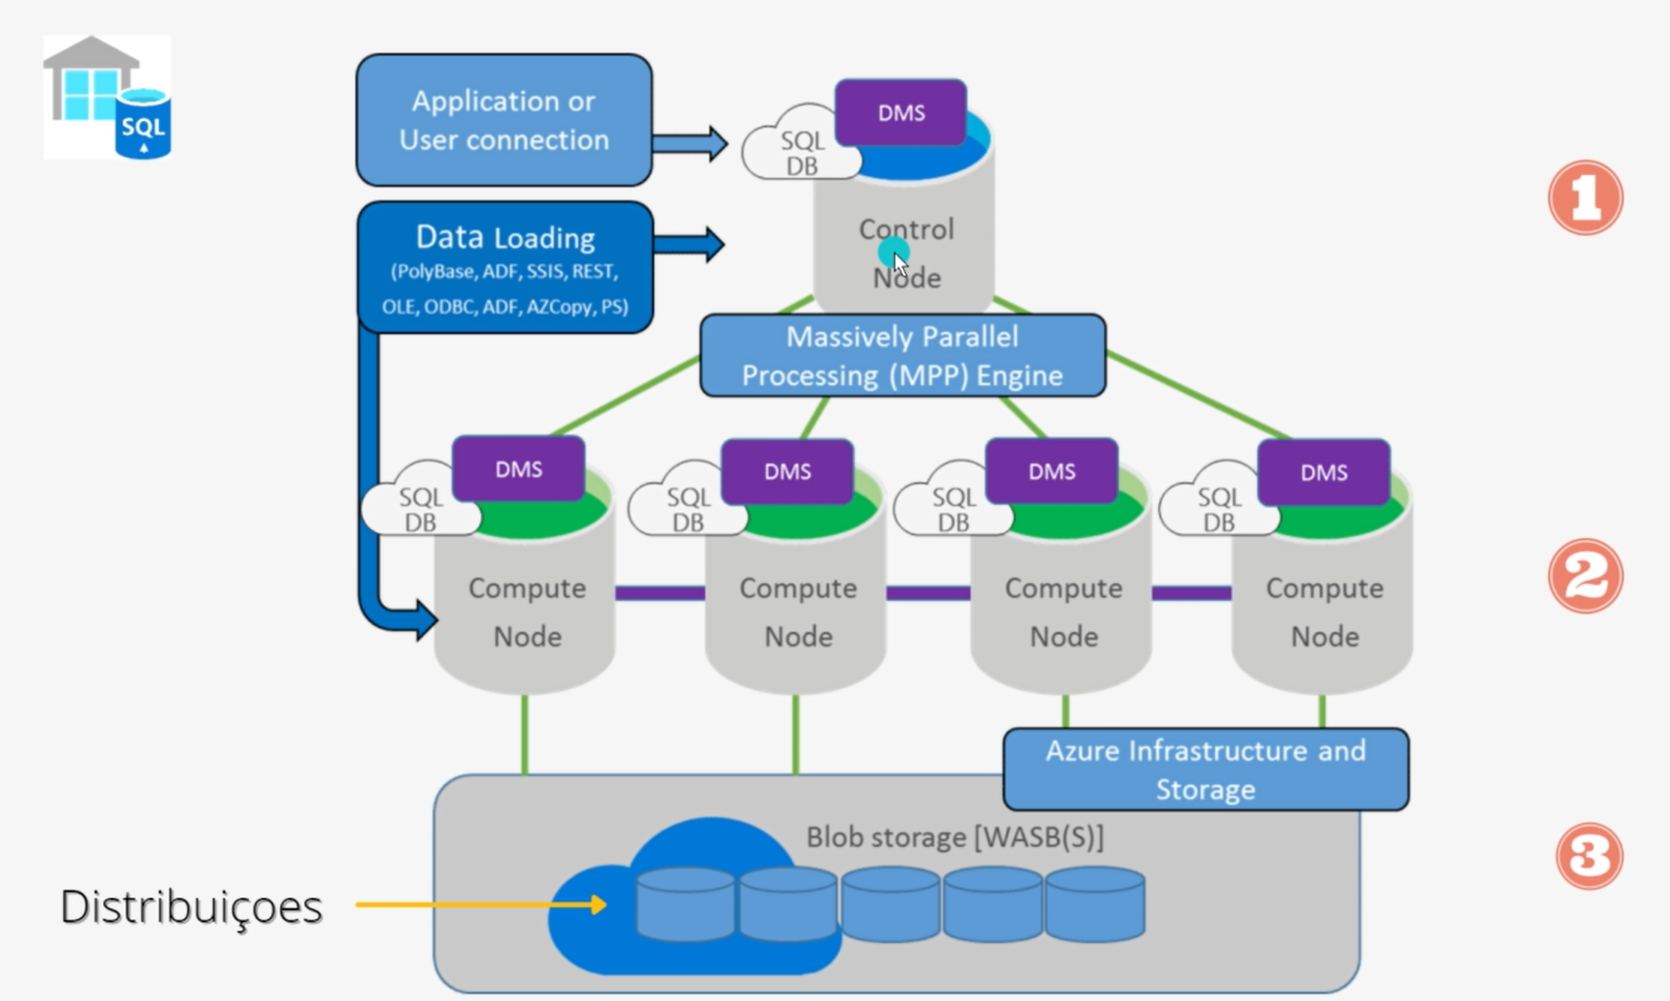 SQL
Application or
User connection
DMS
SQL
DB
1
Data Loading
(PolyBase, ADF, SSIS, REST,
OLE, ODBC, ADF, AZCopy, PS)
Control
Node
Massively Parallel
Processing (MPP) Engine
DMS
SQL
DB
DMS
SQL
DB
DMS
SQL
DB
DMS
SQL
DB
2
Compute
Node
Compute
Node
Compute
Node
Compute
Node
Azure Infrastructure and
Storage
Blob storage [WASB(S)]
3
Distribuiçoes